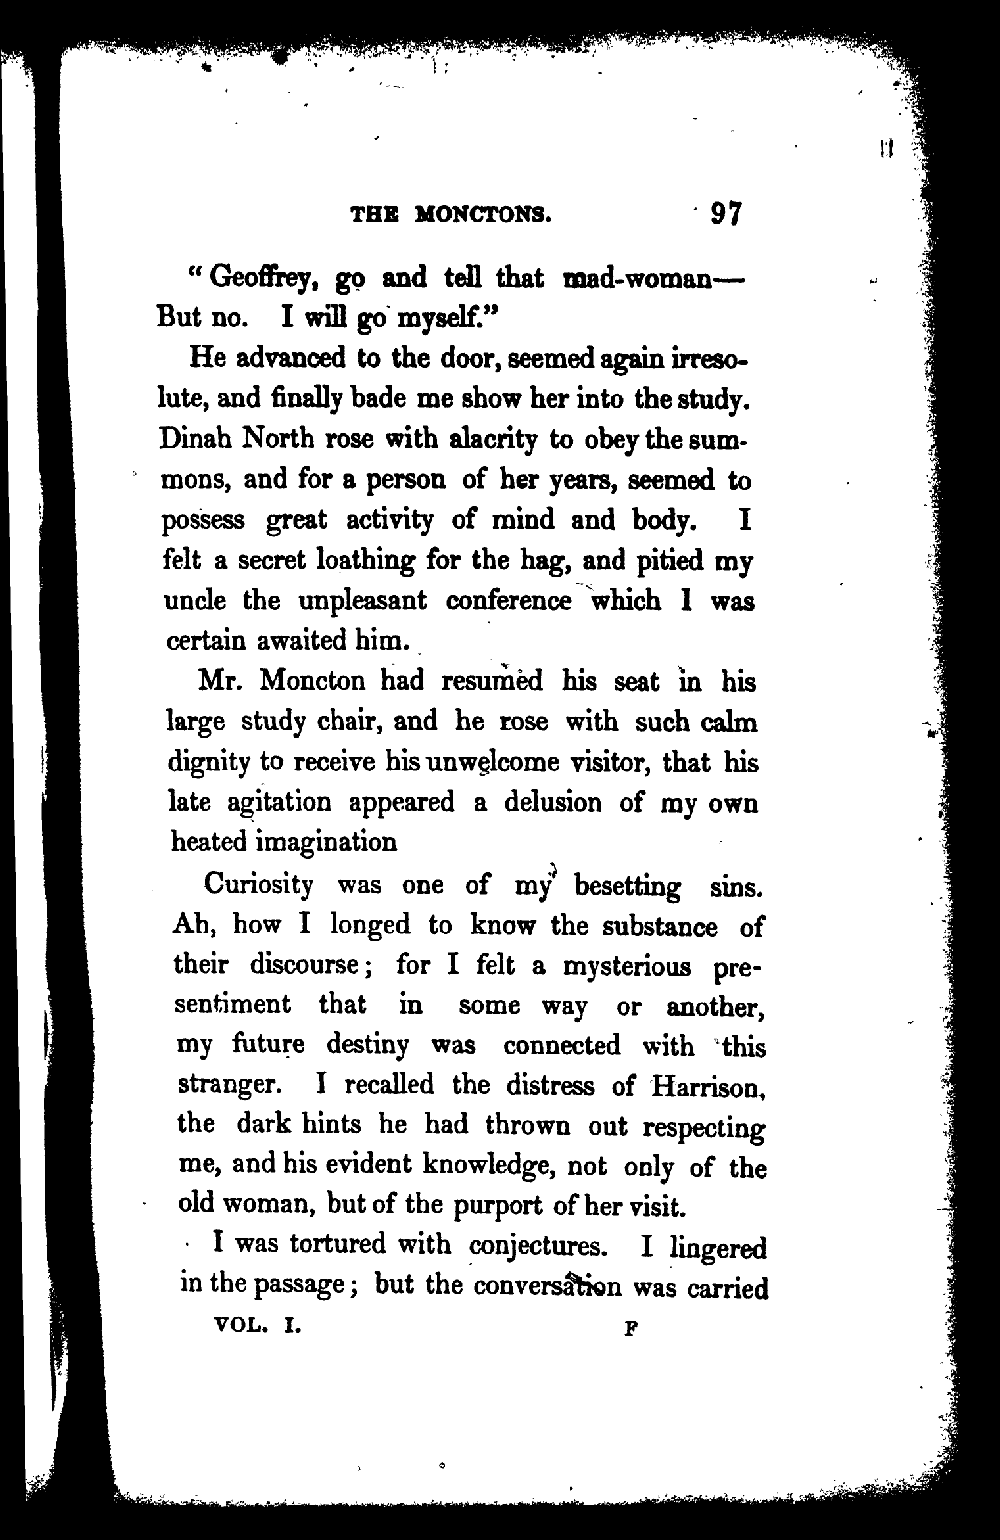 THE MONCTONS. 97
“Geoffrey, go and tell that mad-woman—
But no. I will go myself.”
He advanced to the door, seemed again irreso-
lute, and finally bade me show her into the study.
Dinah North rose with alacrity to obey the sum-
mons, and for a person of her years, seemed to
possess great activity of mind and body. I
felt a secret loathing for the hag, and pitied my
uncle the unpleasant conference which I was
certain awaited him.
Mr. Moncton had resumed his seat in his
large study chair, and he rose with such calm
dignity to receive his unwelcome visitor, that his
late agitation appeared a delusion of my own
heated imagination
Curiosity was one of my besetting sins.
Ah, how I longed to know the substance of
their discourse; for I felt a mysterious pre-
sentiment that in some way or another,
my future destiny was connected with this
stranger. I recalled the distress of Harrison,
the dark hints he had thrown out respecting
me, and his evident knowledge, not only of the
old woman, but of the purport of her visit.
I was tortured with conjectures. I lingered
in the passage; but the conversation was carried
VOL. I. F